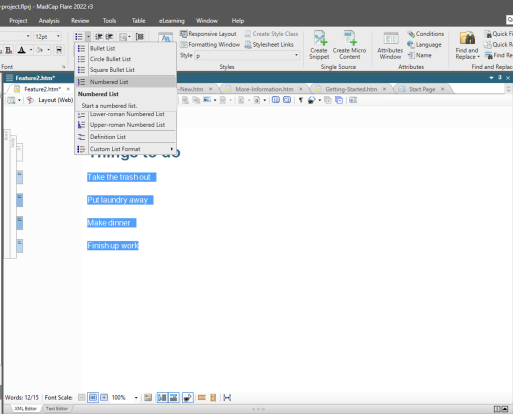 -project.flprj - MadCap Flare 2022 r3
Project Analysis Review Tools Table eLearning Window Help
12pt
Responsive Layout Create Style Class
Formatting Window Stylesheet Links
Style p
Create Snippet
Create Micro Content
Attributes Window
Conditions
Language
Name
Find and Replace
Quick Fi
Quick R
Find Re
Font Styles Single Source Attributes Find and Replac
Bullet List
Circle Bullet List
Square Bullet List
Numbered List
Numbered List
Start a numbered list.
Lower-roman Numbered List
Upper-roman Numbered List
Definition List
Custom List Format
Feature2.htm*
Feature2.htm* -New.htm More-Information.htm Getting-Started.htm Start Page
Layout (Web)
Things to do
Take the trash out
Put laundry away
Make dinner
Finish up work
Words: 12/15 Font Scale: 100%
XML Editor Text Editor